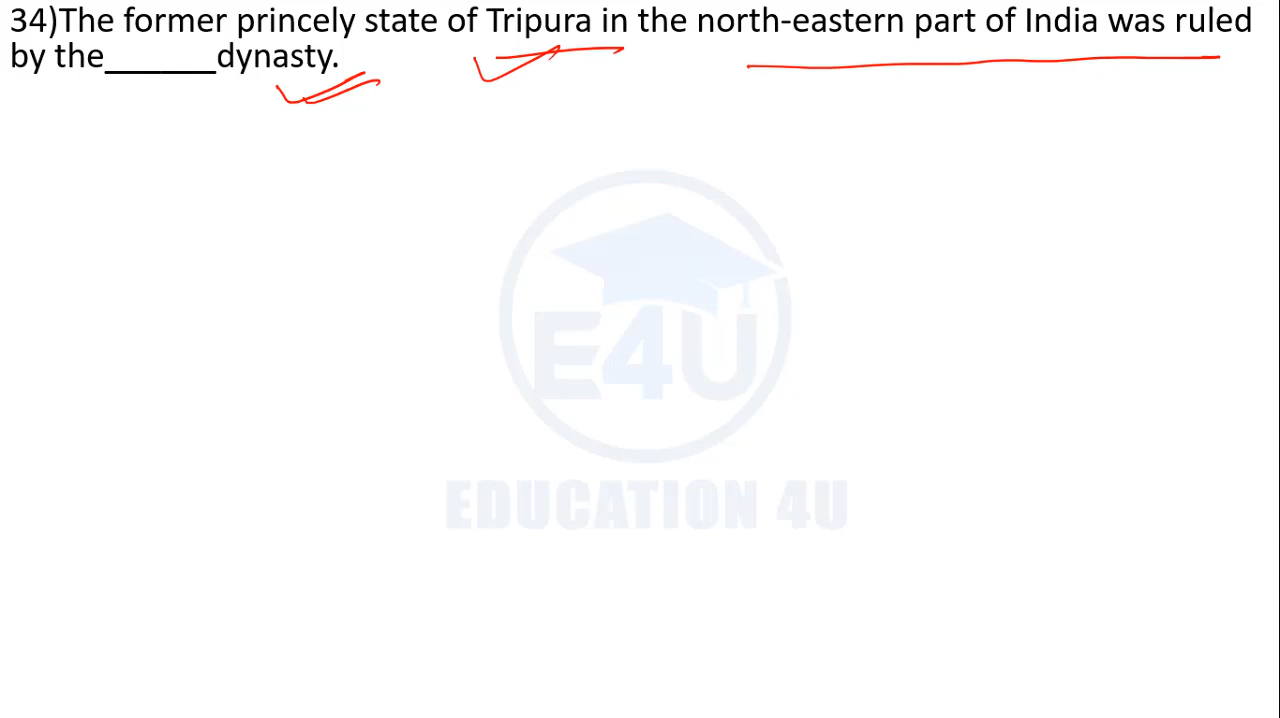 34)The former princely state of Tripura in the north-eastern part of India was ruled
by the______dynasty.
E4U
EDUCATION 4U